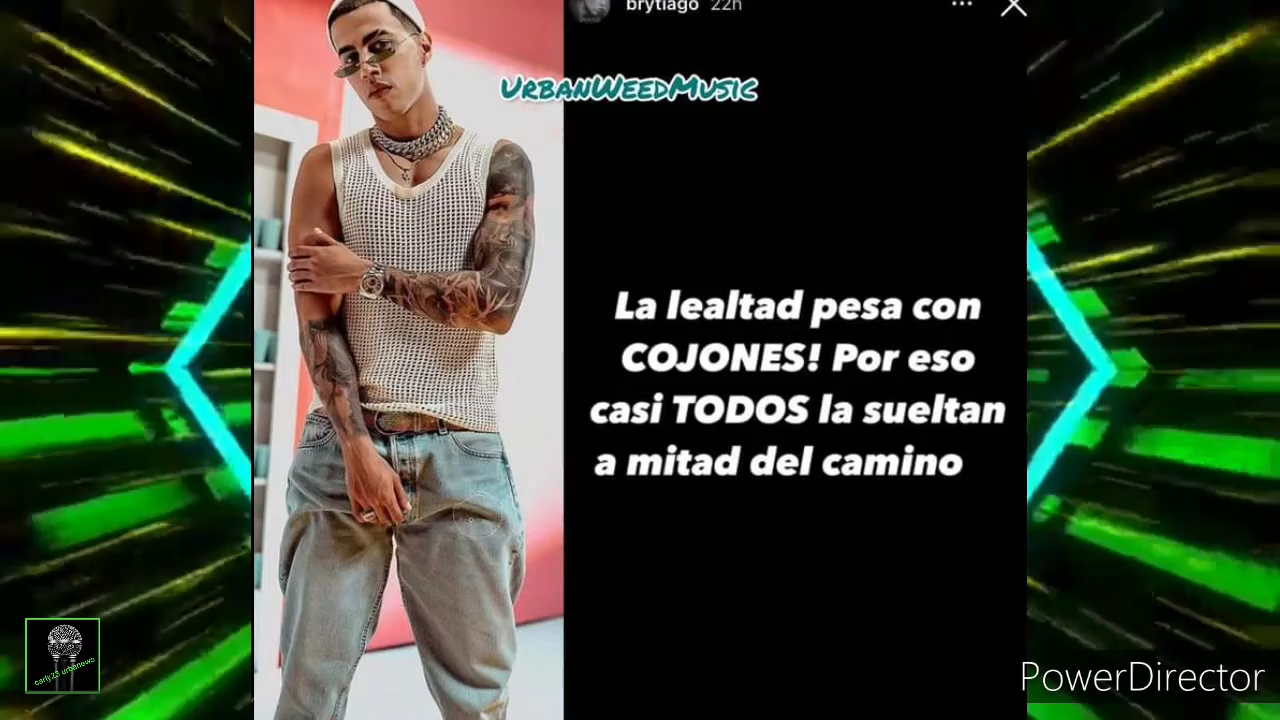 brytiago 22h
UrbanWeedMusic
La lealtad pesa con
COJONES! Por eso
casi TODOS la sueltan
a mitad del camino
PowerDirector